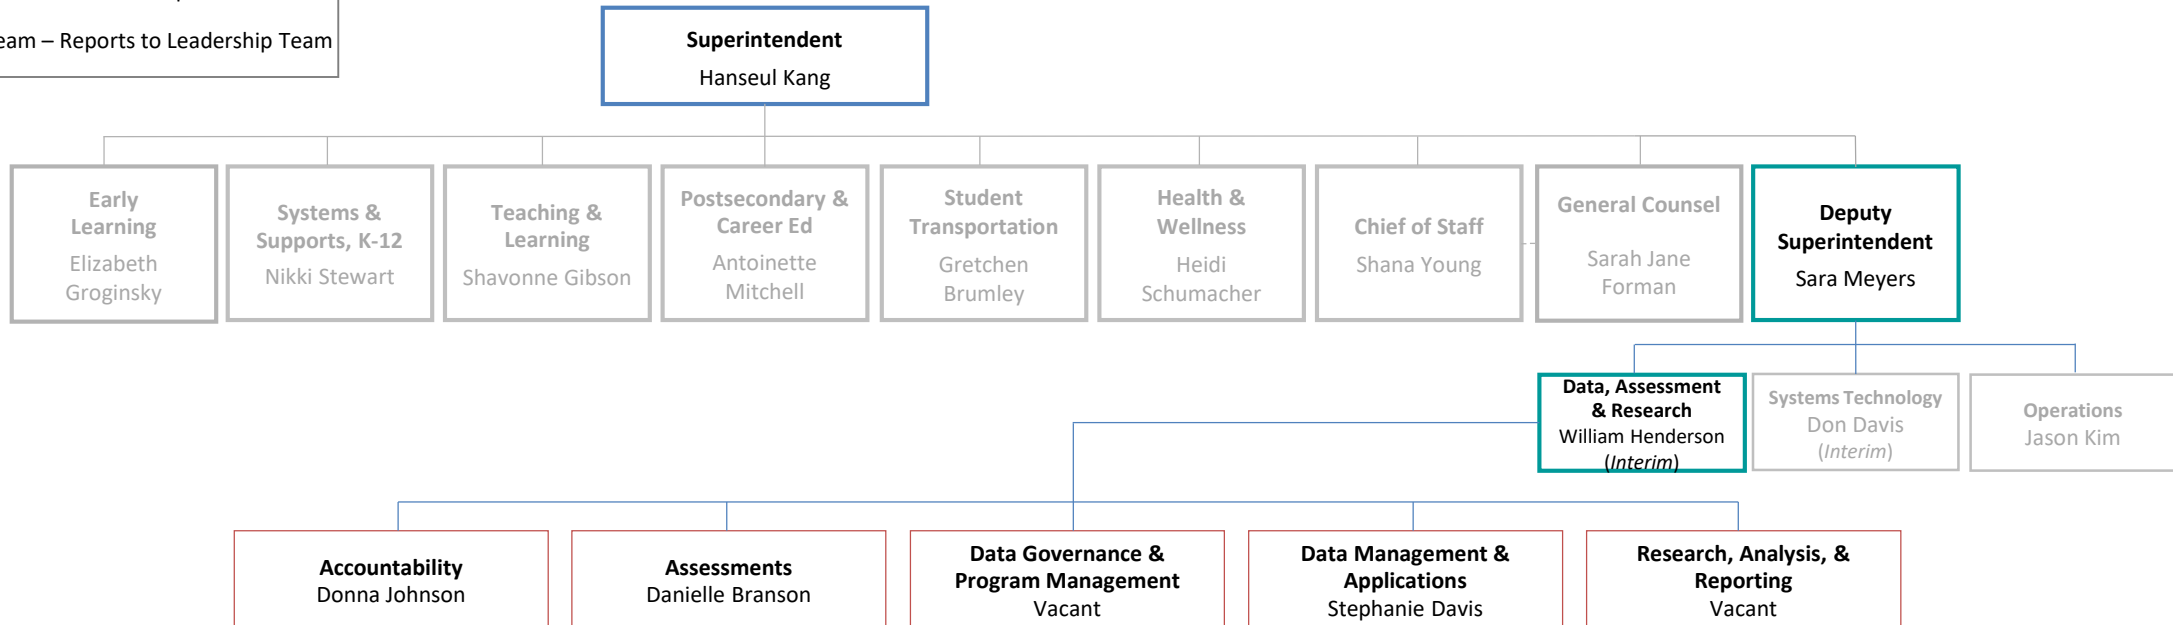 – Reports to Leadership Team
Superintendent
Hanseul Kang
Early
Learning
Elizabeth
Groginsky
Systems &
Supports, K-12
Nikki Stewart
Teaching &
Learning
Shavonne Gibson
Postsecondary &
Career Ed
Antoinette
Mitchell
Student
Transportation
Gretchen
Brumley
Health &
Wellness
Heidi
Schumacher
Chief of Staff
Shana Young
General Counsel
Sarah Jane
Forman
Deputy
Superintendent
Sara Meyers
Data, Assessment
& Research
William Henderson
(Interim)
Systems Technology
Don Davis
(Interim)
Operations
Jason Kim
Accountability
Donna Johnson
Assessments
Danielle Branson
Data Governance &
Program Management
Vacant
Data Management &
Applications
Stephanie Davis
Research, Analysis, &
Reporting
Vacant